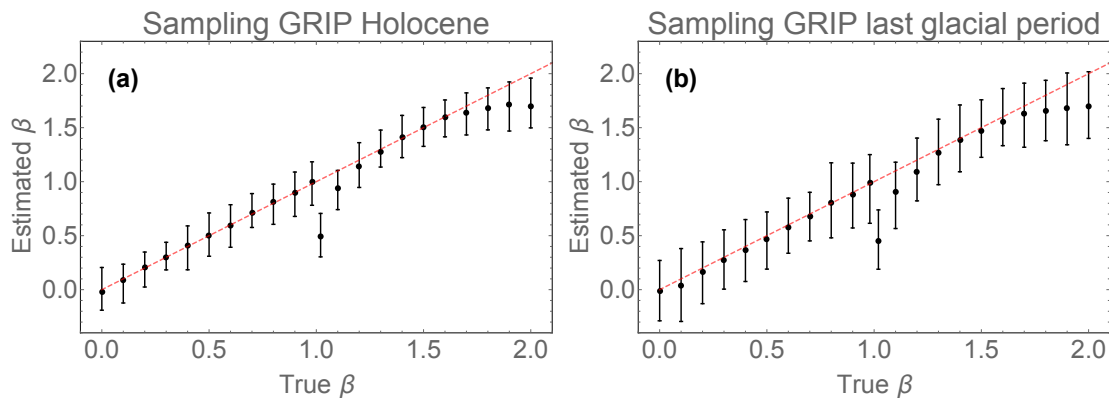 Sampling GRIP Holocene
(a)
Estimated β
2.0
1.5
1.0
0.5
0.0
0.0 0.5 1.0 1.5 2.0
True β
Sampling GRIP last glacial period
(b)
Estimated β
2.0
1.5
1.0
0.5
0.0
0.0 0.5 1.0 1.5 2.0
True β